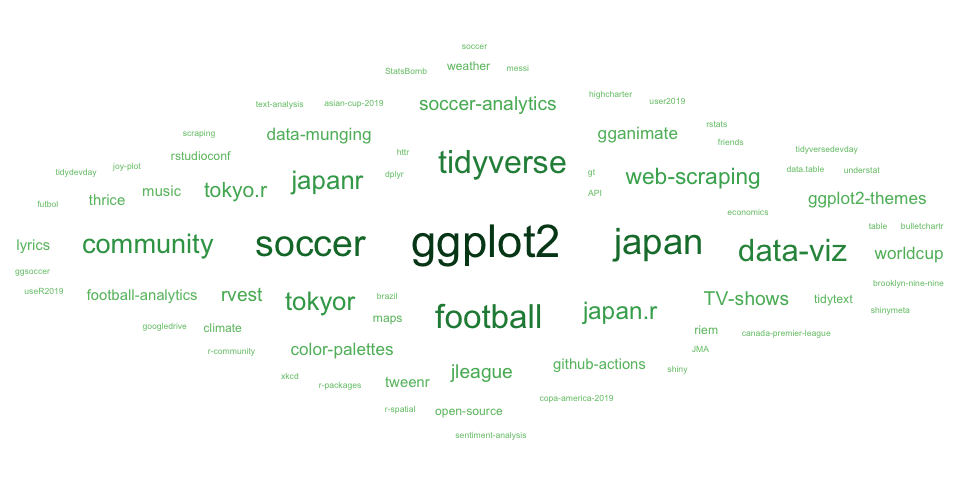 soccer
StatsBomb weather messi
text-analysis asian-cup-2019 soccer-analytics highcharter user2019
scraping data-munging gganimate rstats
friends
rstudioconf httr tidyverse tidyversedevday
tidydevday joy-plot dplyr gt data.table understat
thrice music tokyo.r japanr API web-scraping ggplot2-themes
futbol economics
table bulletchartr
lyrics community soccer ggplot2 japan data-viz worldcup
ggsoccer
useR2019 football-analytics rvest tokyor brazil TV-shows tidytext brooklyn-nine-nine
maps football japan.r shinymeta
googledrive climate riem canada-premier-league
r-community color-palettes JMA
xkcd r-packages tweenr jleague github-actions shiny
copa-america-2019
r-spatial open-source
sentiment-analysis